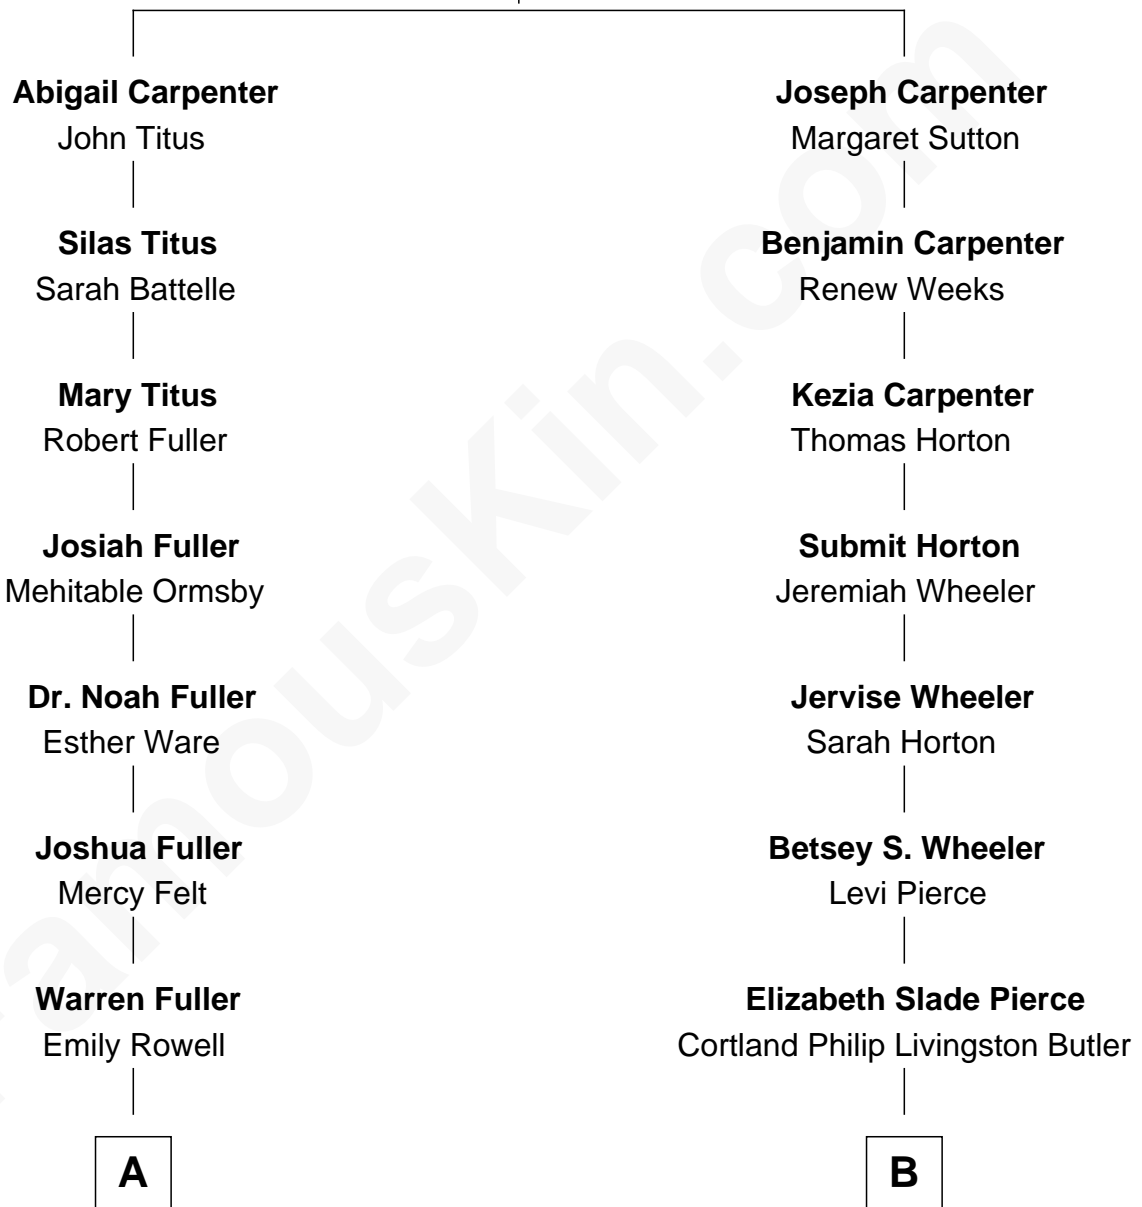 Abigail Carpenter
John Titus
Silas Titus
Sarah Battelle
Mary Titus
Robert Fuller
Josiah Fuller
Mehitable Ormsby
Dr. Noah Fuller
Esther Ware
Joshua Fuller
Mercy Felt
Warren Fuller
Emily Rowell
A
Joseph Carpenter
Margaret Sutton
Benjamin Carpenter
Renew Weeks
Kezia Carpenter
Thomas Horton
Submit Horton
Jeremiah Wheeler
Jervise Wheeler
Sarah Horton
Betsey S. Wheeler
Levi Pierce
Elizabeth Slade Pierce
Cortland Philip Livingston Butler
B
FamousKin.com